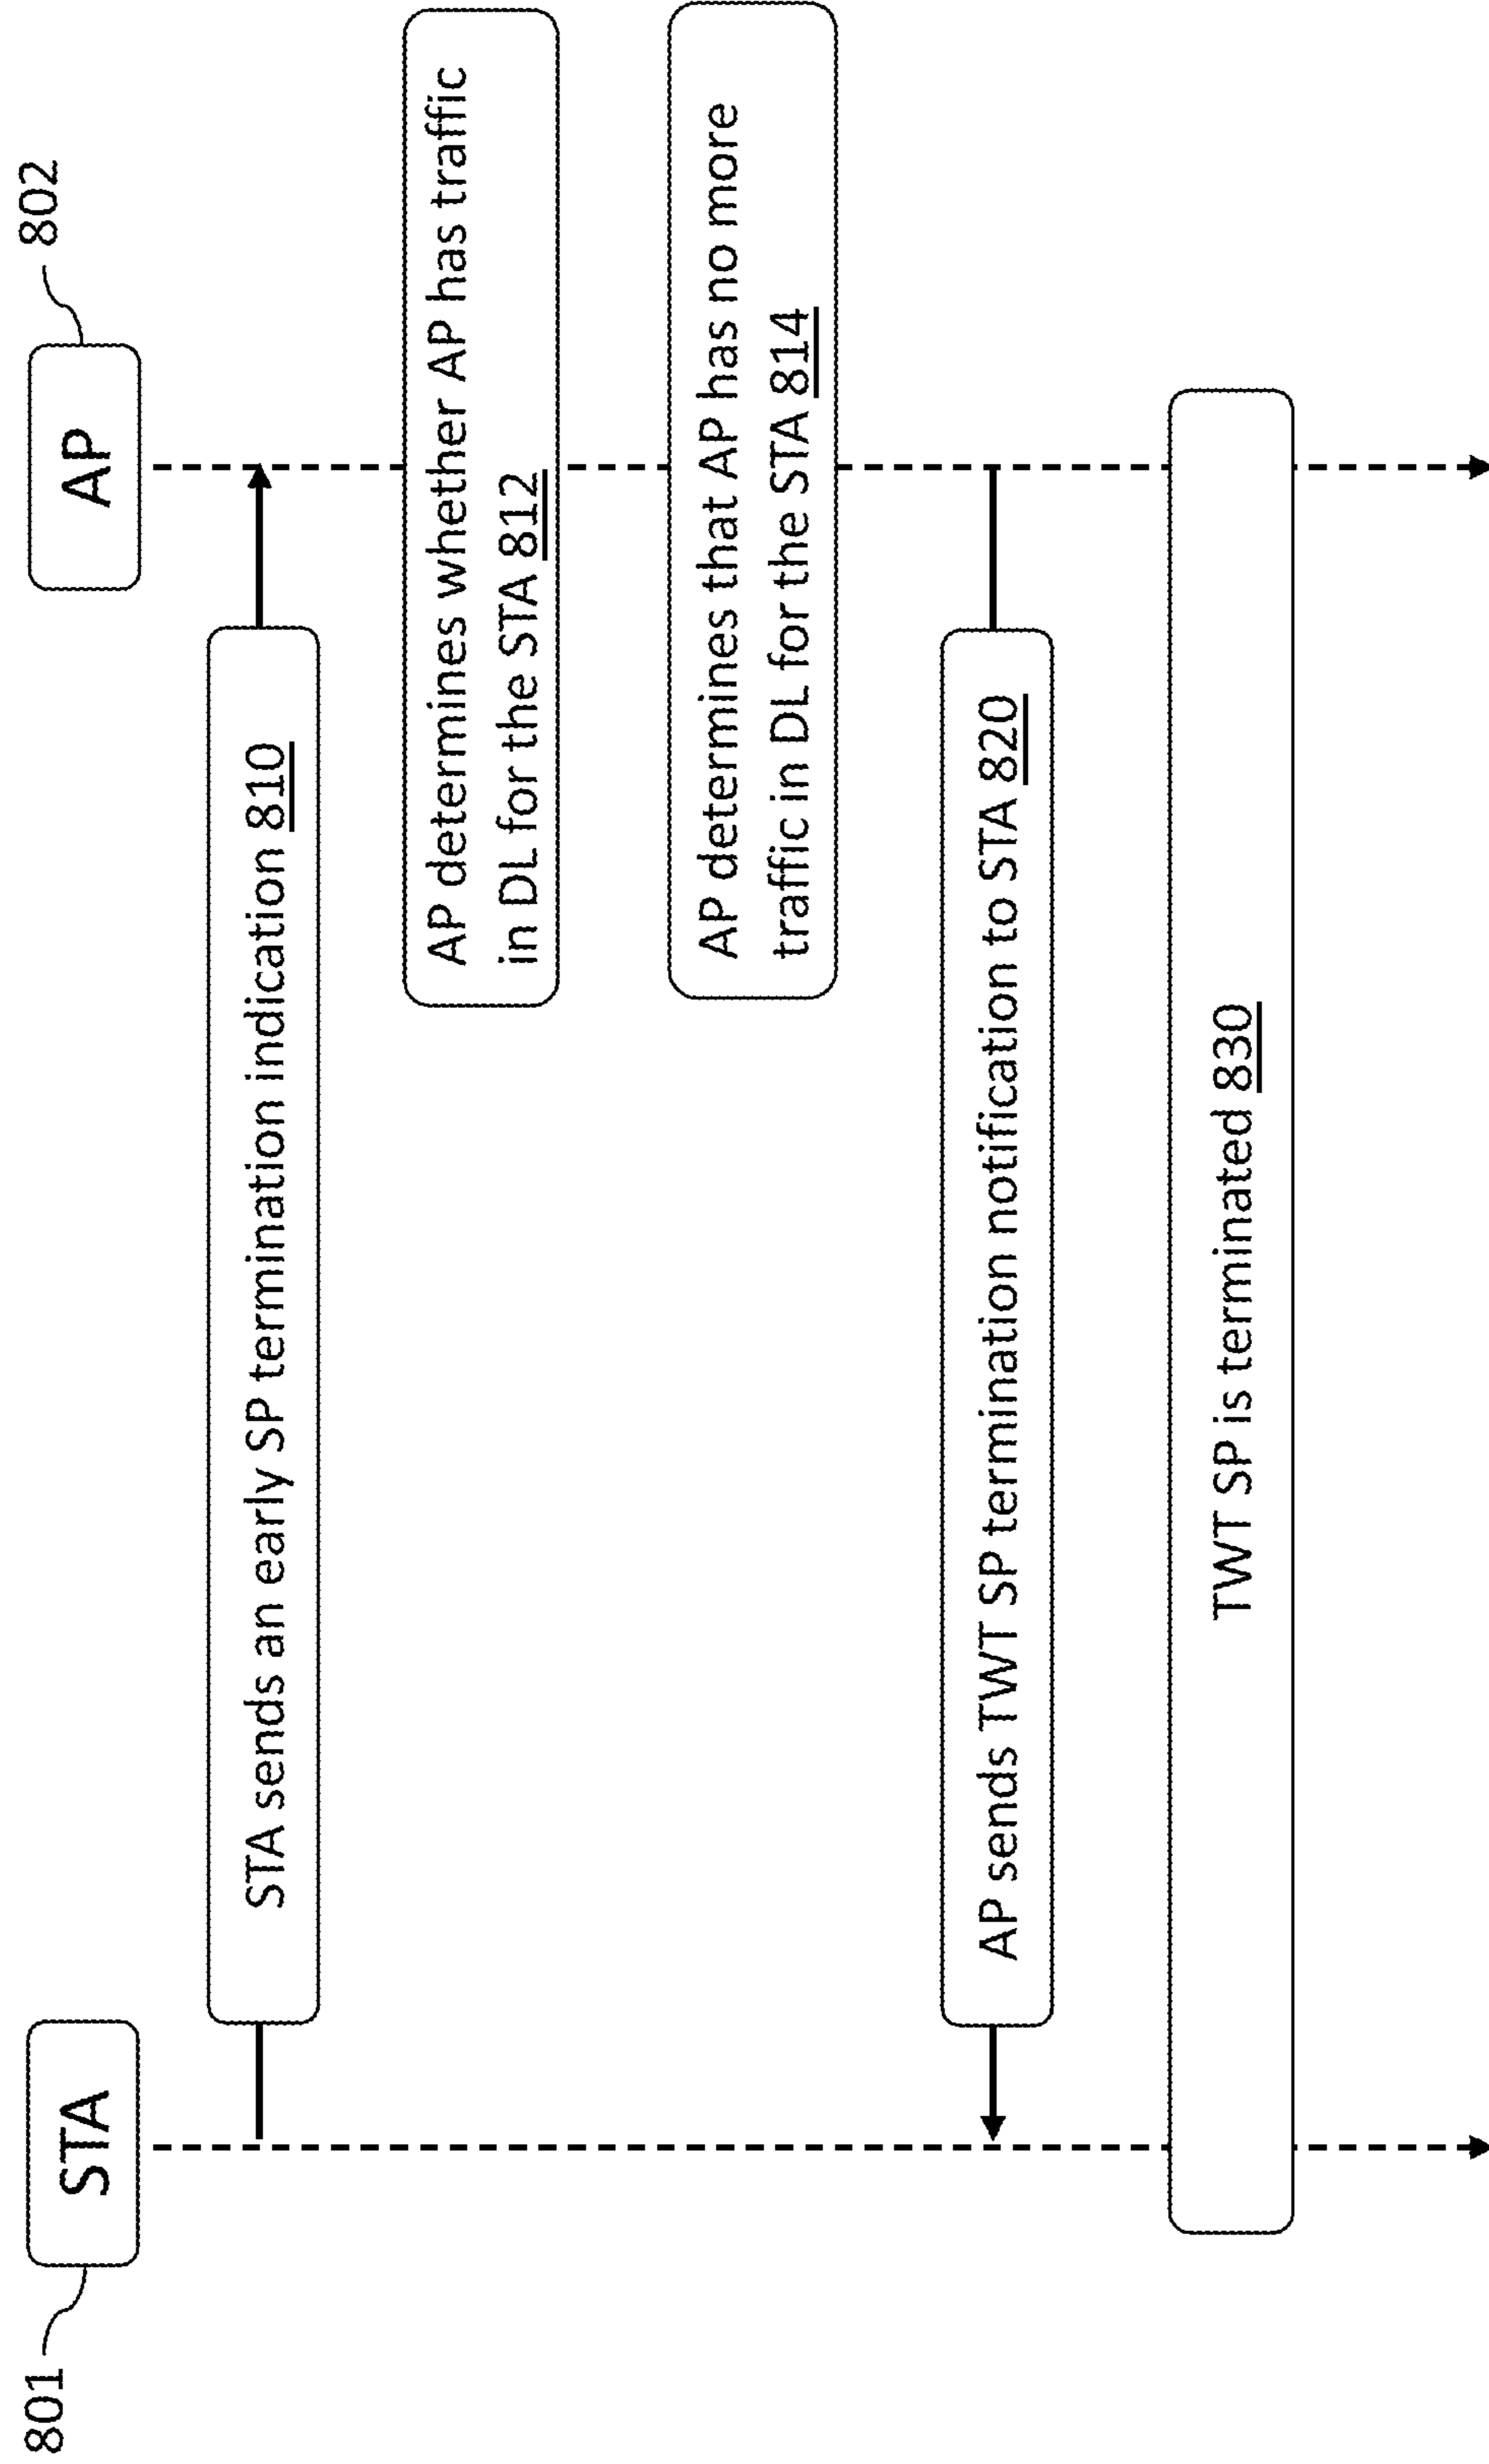 801
STA
AP
802
STA sends an early SP termination indication 810
AP determines whether AP has traffic
in DL for the STA 812
AP determines that AP has no more
traffic in DL for the STA 814
AP sends TWT SP termination notification to STA 820
TWT SP is terminated 830